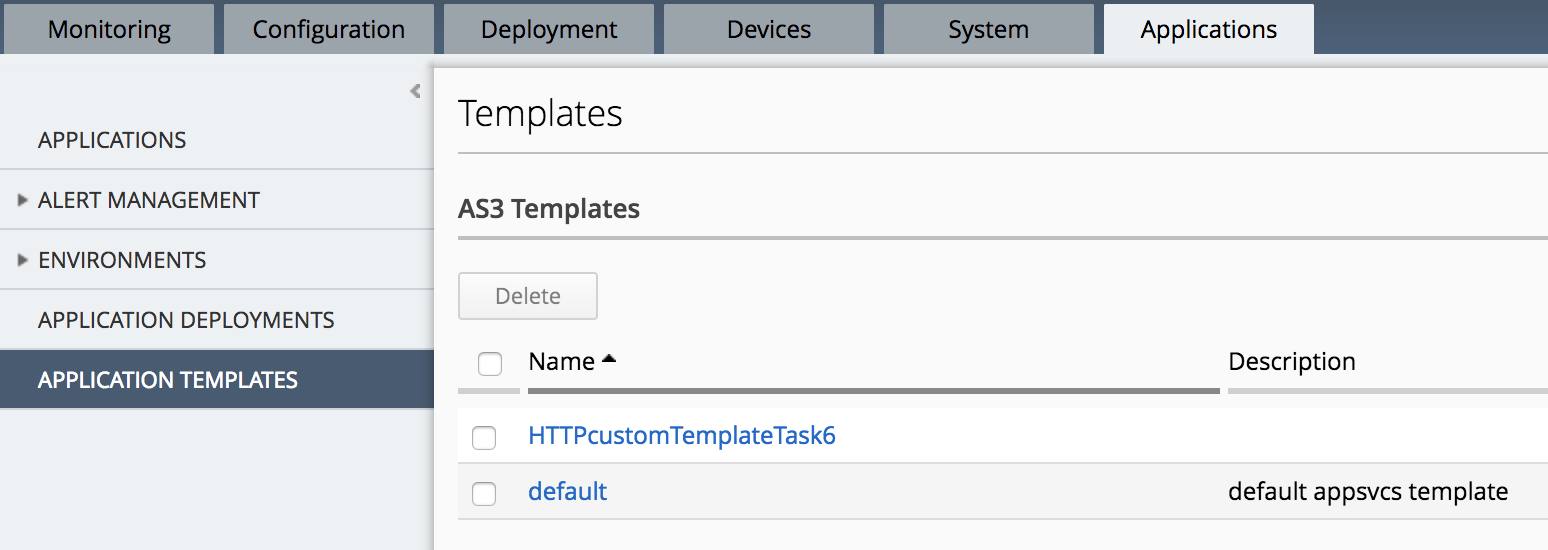 Monitoring Configuration Deployment Devices System Applications
APPLICATIONS
ALERT MANAGEMENT
ENVIRONMENTS
APPLICATION DEPLOYMENTS
APPLICATION TEMPLATES
Templates
AS3 Templates
Delete
Name Description
HTTPcustomTemplateTask6
default default appsvcs template